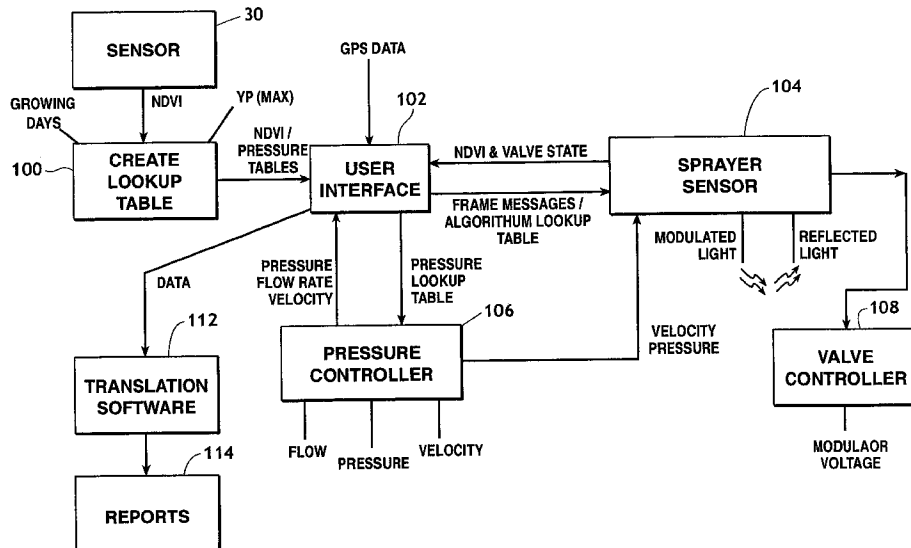 30
SENSOR
GPS DATA
GROWING
DAYS
NDVI
YP (MAX)
102
104
100
CREATE
LOOKUP
TABLE
NDVI /
PRESSURE
TABLES
USER
INTERFACE
NDVI & VALVE STATE
FRAME MESSAGES /
ALGORITHUM LOOKUP
TABLE
SPRAYER
SENSOR
MODULATED
LIGHT
REFLECTED
LIGHT
DATA
PRESSURE
FLOW RATE
VELOCITY
PRESSURE
LOOKUP
TABLE
106
108
112
PRESSURE
CONTROLLER
VELOCITY
PRESSURE
VALVE
CONTROLLER
TRANSLATION
SOFTWARE
FLOW
PRESSURE
VELOCITY
MODULAOR
VOLTAGE
114
REPORTS